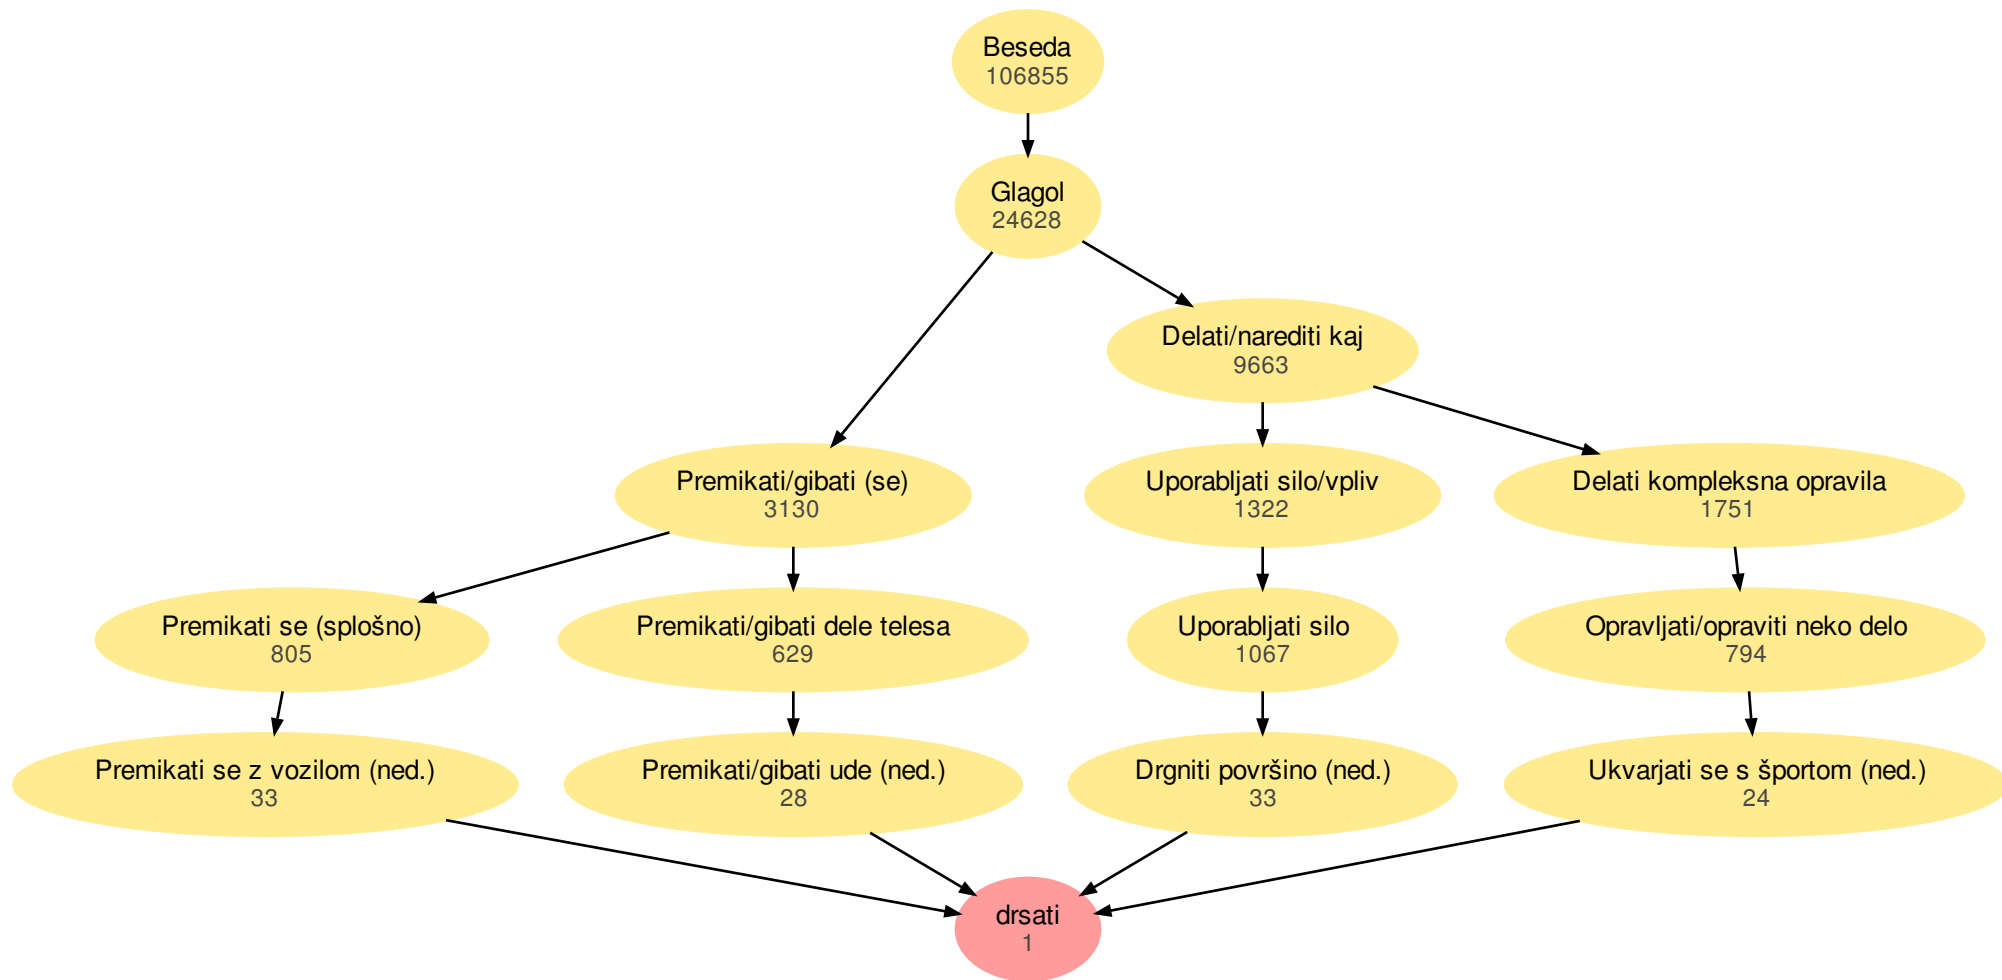 Beseda
106855
Glagol
24628
Delati/narediti kaj
9663
Premikati/gibati (se)
3130
Uporabljati silo/vpliv
1322
Delati kompleksna opravila
1751
Premikati se (splošno)
805
Premikati/gibati dele telesa
629
Uporabljati silo
1067
Opravljati/opraviti neko delo
794
Premikati se z vozilom (ned.)
33
Premikati/gibati ude (ned.)
28
Drgniti površino (ned.)
33
Ukvarjati se s športom (ned.)
24
drsati
1